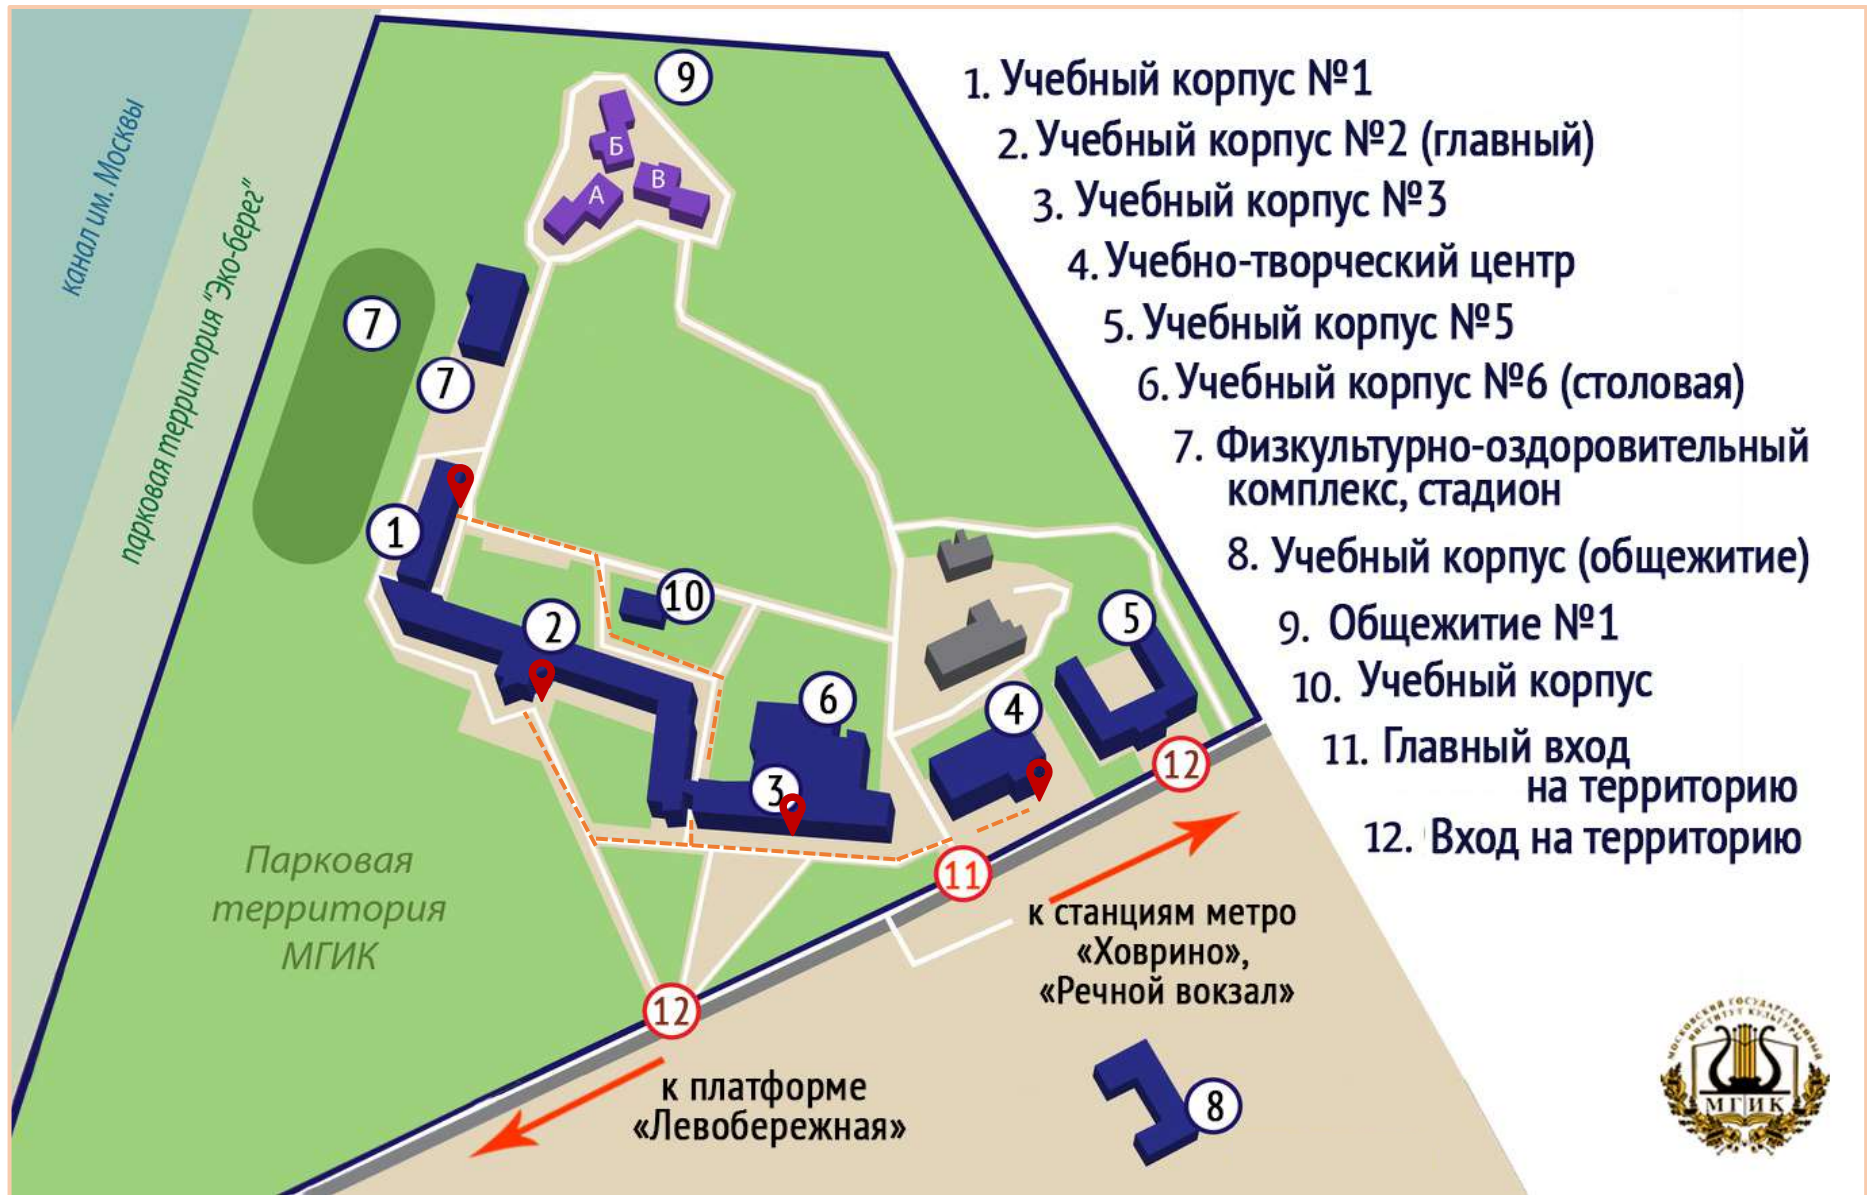 1. Учебный корпус №1
2. Учебный корпус №2 (главный)
3. Учебный корпус №3
4. Учебно-творческий центр
5. Учебный корпус №5
6. Учебный корпус №6 (столовая)
7. Физкультурно-оздоровительный
комплекс, стадион
8. Учебный корпус (общежитие)
9. Общежитие №1
10. Учебный корпус
11. Главный вход
на территорию
12. Вход на территорию
канал им. Москвы
парковая территория "Эко-берег"
9
Б
В
А
7
7
1
10
2
5
6
4
3
12
11
Парковая
территория
МГИК
к станциям метро
«Ховрино»,
«Речной вокзал»
12
к платформе
«Левобережная»
8
МОСКОВСКИЙ ГОСУДАРСТВЕННЫЙ
ИНСТИТУТ КУЛЬТУРЫ
МГИК